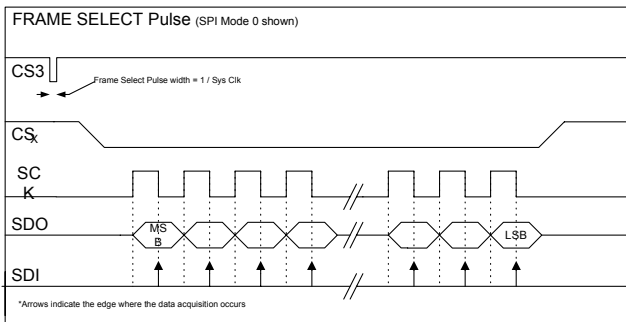 FRAME SELECT Pulse (SPI Mode 0 shown)
CS3
Frame Select Pulse width = 1 / Sys Clk
CSX
SC
K
SDO
MS
B
LSB
SDI
*Arrows indicate the edge where the data acquisition occurs